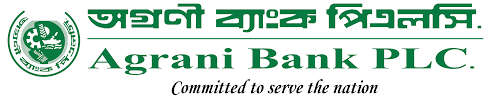 অগ্রণী ব্যাংক পিএলসি.
Agrani Bank PLC.
Committed to serve the nation